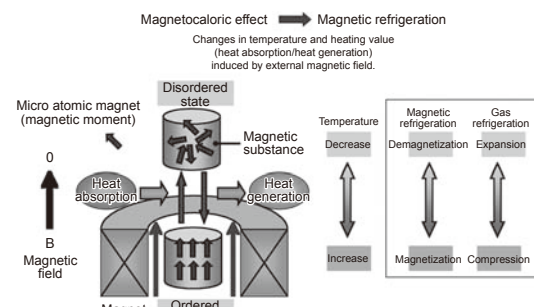 Magnetocaloric effect Magnetic refrigeration
Changes in temperature and heating value
(heat absorption/heat generation)
induced by external magnetic field.
Disordered
state
Micro atomic magnet
(magnetic moment)
Magnetic
substance
0
Heat
absorption
Heat
generation
B
Magnetic
field
Magnet
Ordered
Temperature
Magnetic
refrigeration
Gas
refrigeration
Decrease
Demagnetization
Expansion
Increase
Magnetization
Compression